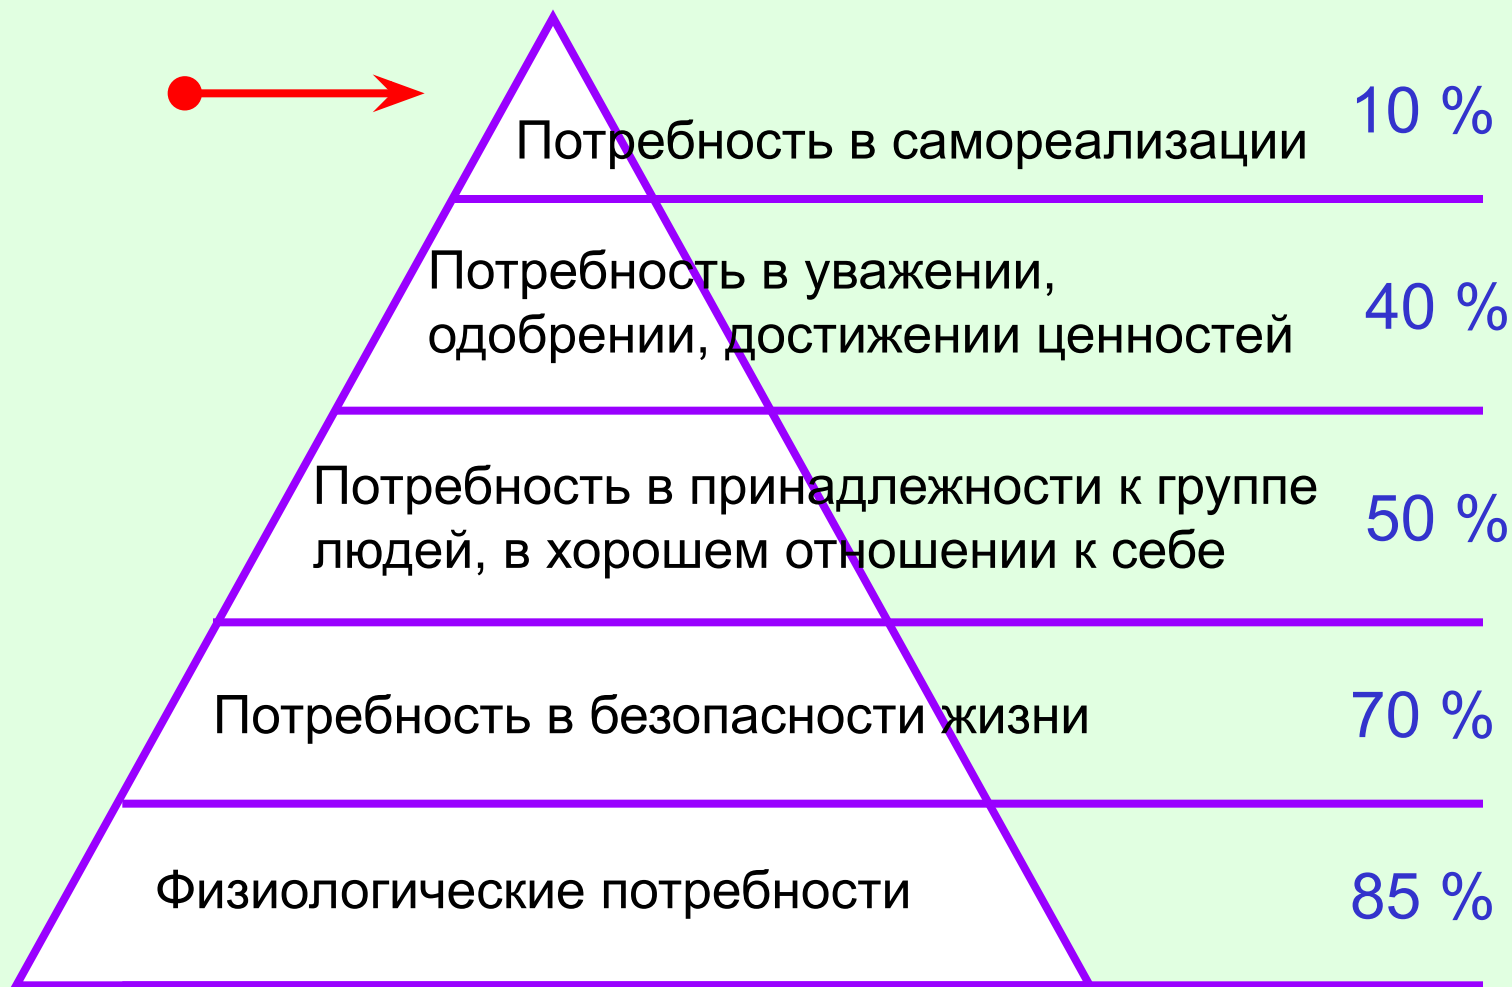 Потребность в самореализации 10 %
Потребность в уважении,
одобрении, достижении ценностей 40 %
Потребность в принадлежности к группе
людей, в хорошем отношении к себе 50 %
Потребность в безопасности жизни 70 %
Физиологические потребности 85 %